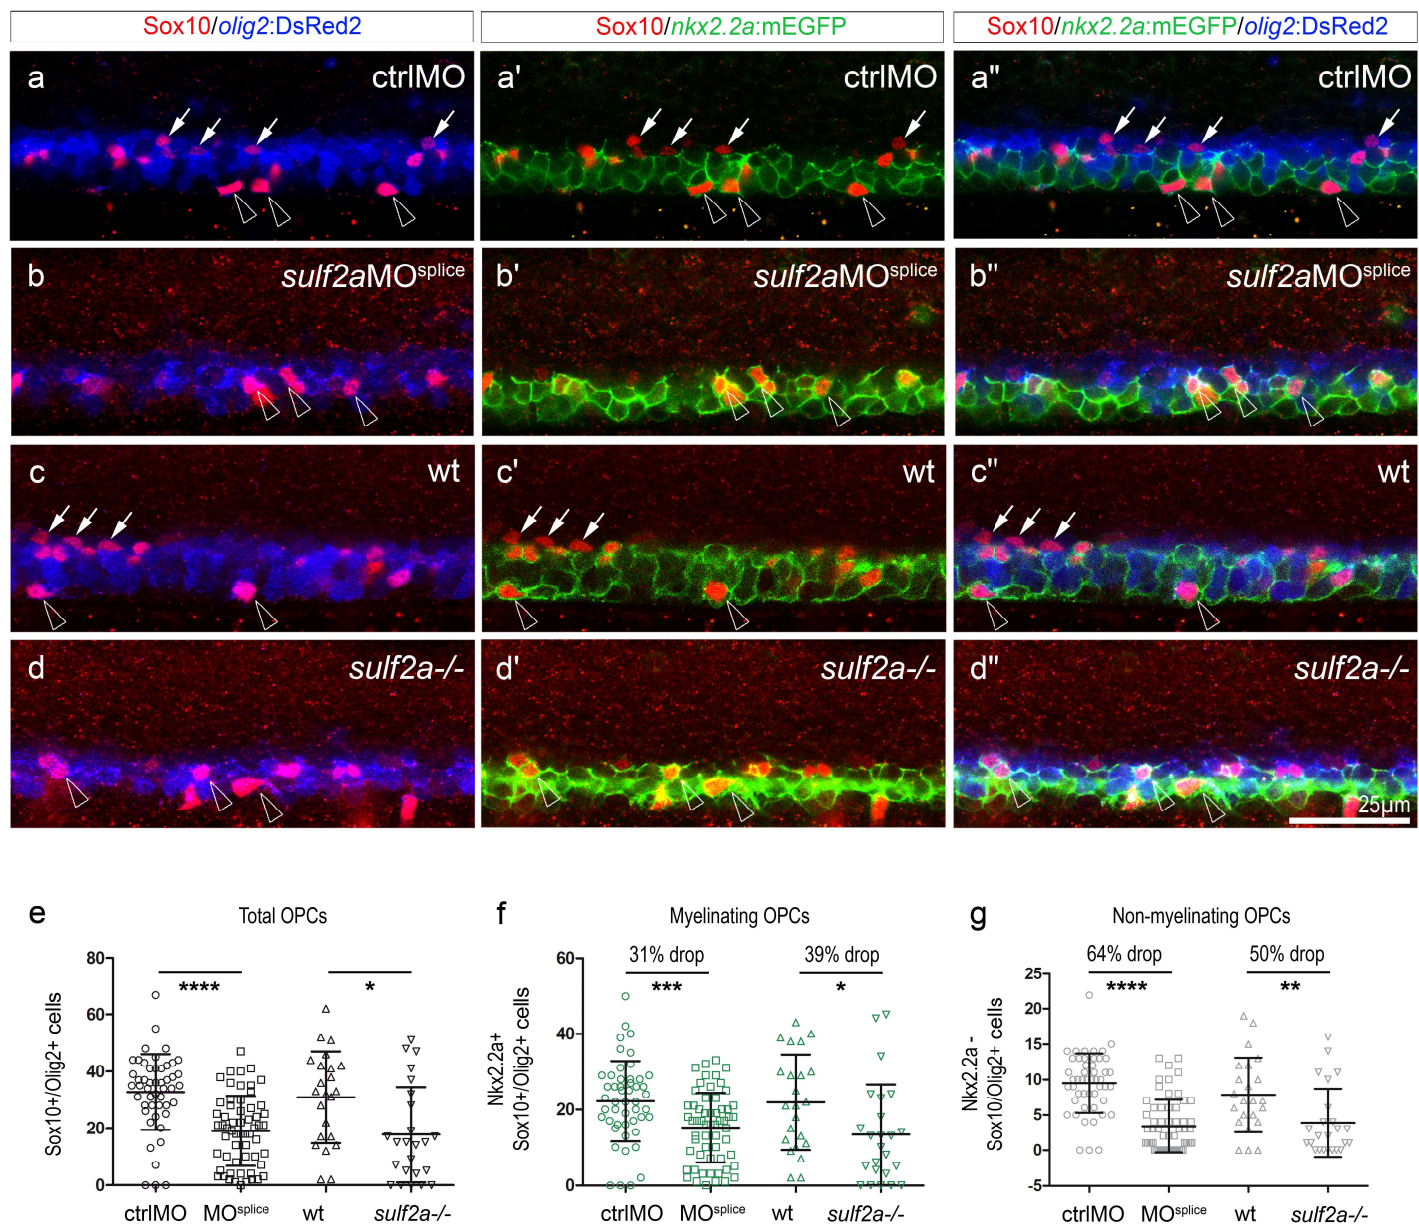 Sox10/olig2:DsRed2
Sox10/nkx2.2a:mEGFP
Sox10/nkx2.2a:mEGFP/olig2:DsRed2
a
ctrlMO
a'
ctrlMO
a"
ctrlMO
b
sulf2aMOsplice
b'
sulf2aMOsplice
b"
sulf2aMOsplice
c
wt
c'
wt
c"
wt
d
sulf2a-/-
d'
sulf2a-/-
d"
sulf2a-/-
25µm
e
Total OPCs
Sox10+/Olig2+ cells
80
60
40
20
0
****
*
ctrlMO
MOsplice
wt
sulf2a-/-
f
Myelinating OPCs
31% drop
39% drop
Nkx2.2a+
Sox10+/Olig2+ cells
60
40
20
0
***
*
ctrlMO
MOsplice
wt
sulf2a-/-
g
Non-myelinating OPCs
64% drop
50% drop
Nkx2.2a -
Sox10/Olig2+ cells
25
20
15
10
5
0
-5
****
**
ctrlMO
MOsplice
wt
sulf2a-/-